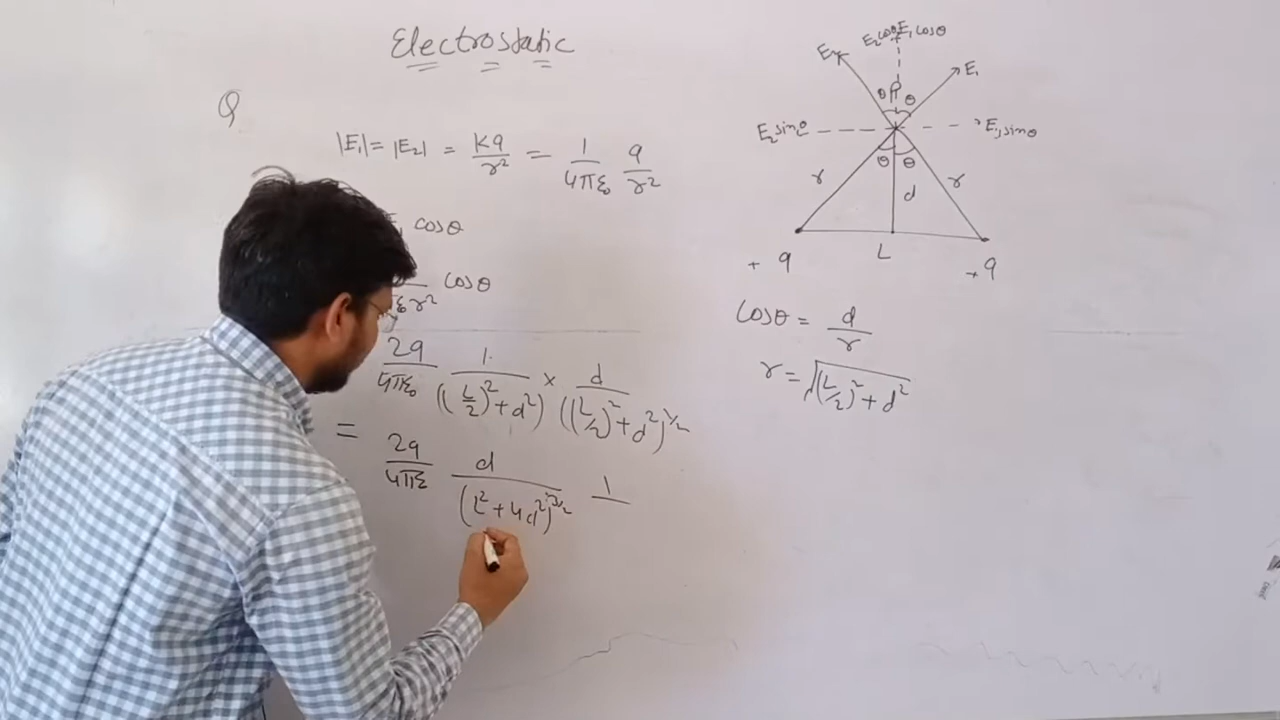 Electrostatic
Q
|E₁| = |E₂| = Kq/r² = 1/4πε₀ q/r²
cosθ
ε₀r² cosθ
2q/4πε₀ 1/((L/2)²+d²) × d/((L/2)²+d²)^1/2
= 2q/4πε d/(L²+4d²)^3/2 1
E₂cosθ E₁cosθ
E₂ E₁
θ θ
E₂sinθ E₁sinθ
θ θ
r d r
L
+q +q
cosθ = d/r
r = √((L/2)²+d²)